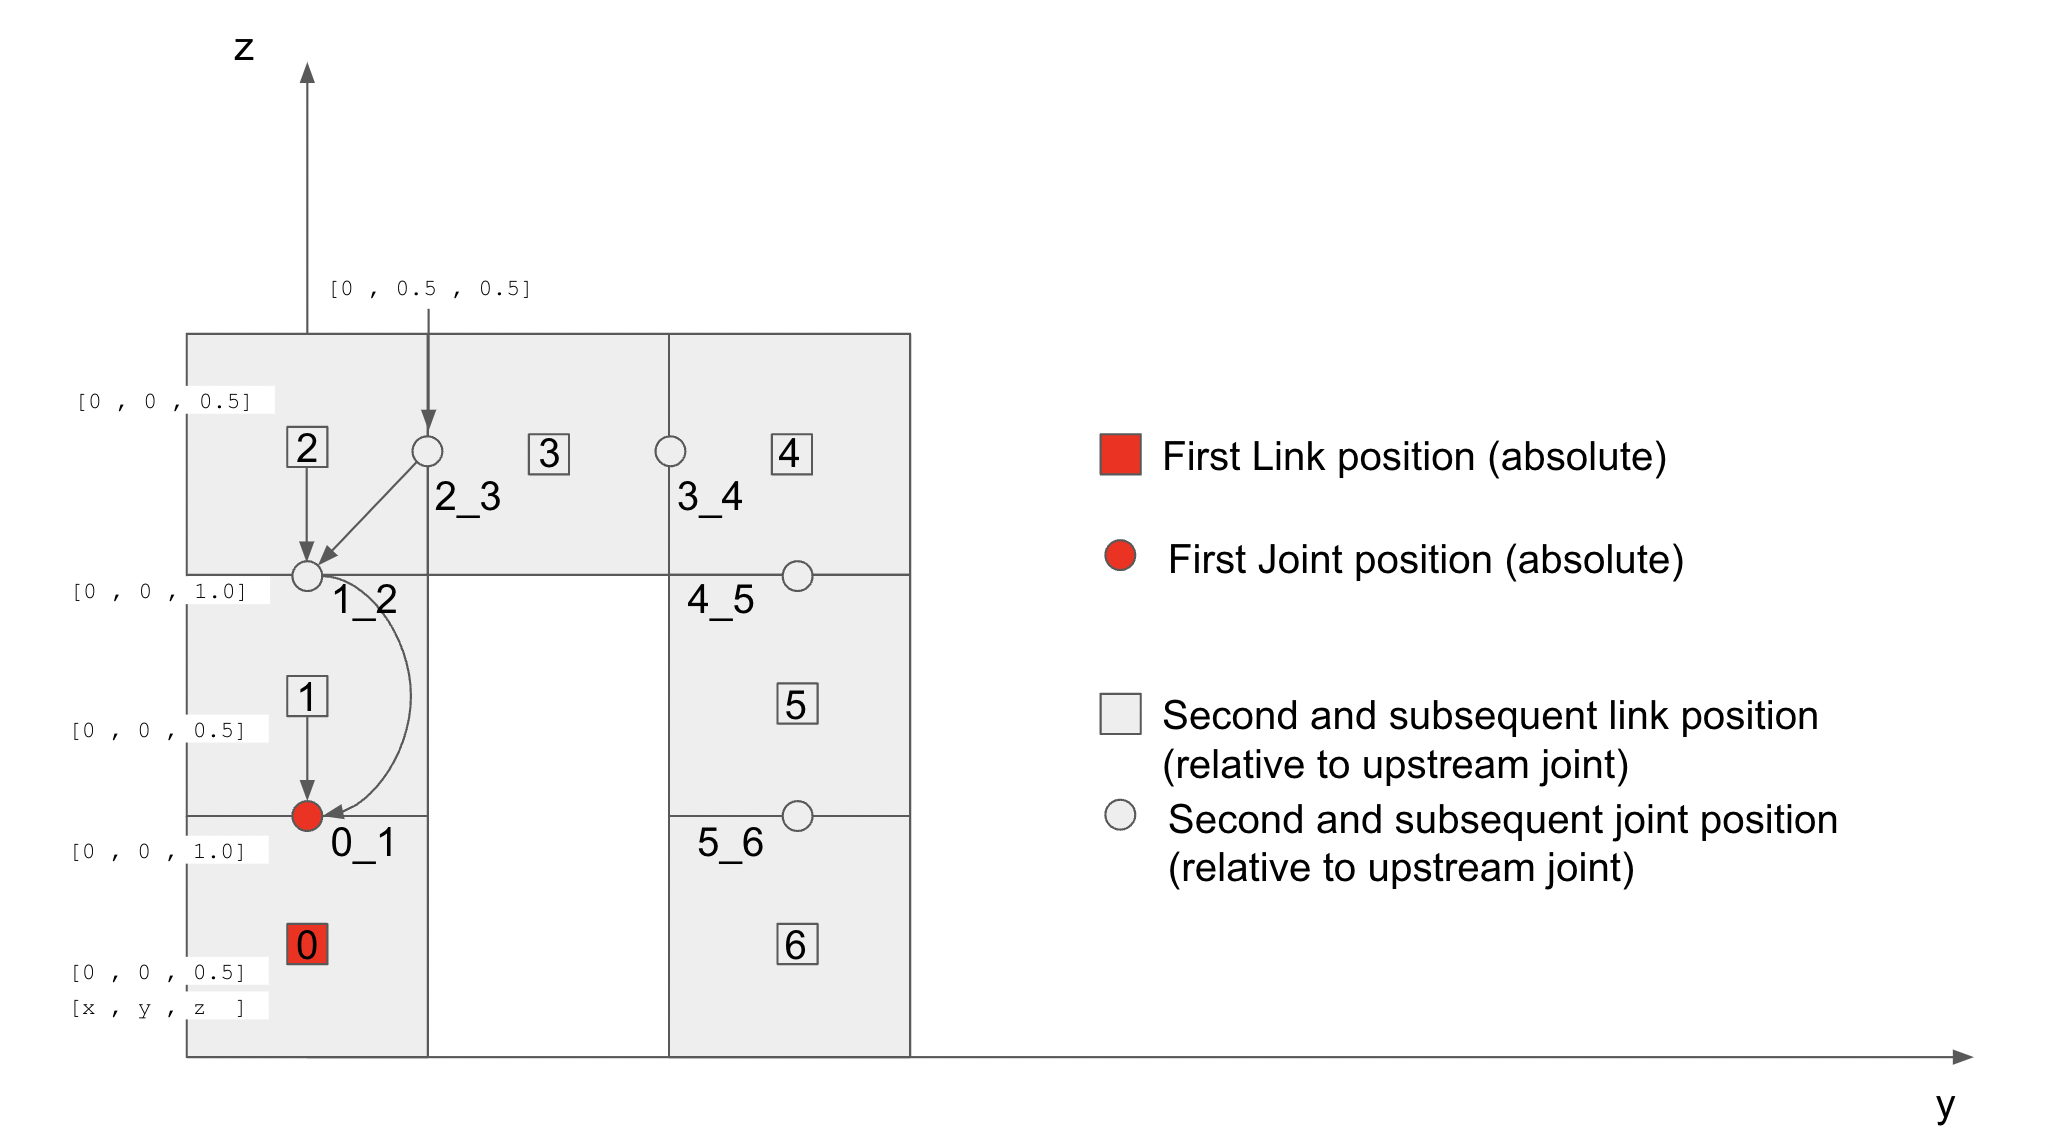 z
[0 , 0.5 , 0.5]
[0 , 0 , 0.5]
2
3
4
2_3
3_4
[0 , 0 , 1.0]
1_2
4_5
1
5
[0 , 0 , 0.5]
0_1
5_6
[0 , 0 , 1.0]
0
6
[0 , 0 , 0.5]
[x , y , z ]
y
First Link position (absolute)
First Joint position (absolute)
Second and subsequent link position
(relative to upstream joint)
Second and subsequent joint position
(relative to upstream joint)